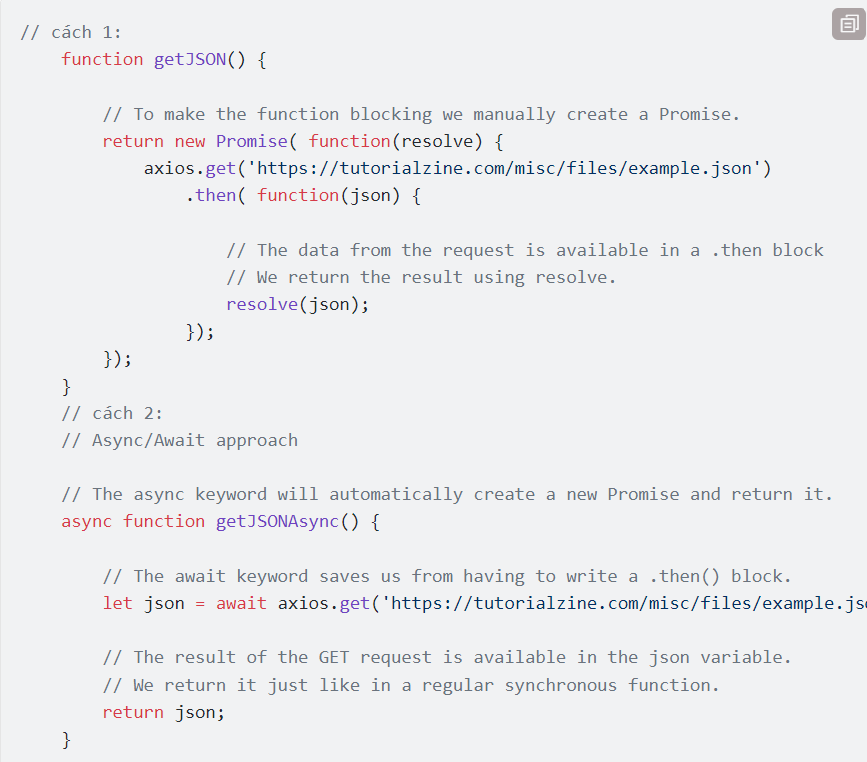 // cách 1:
function getJSON() {
// To make the function blocking we manually create a Promise.
return new Promise( function(resolve) {
axios.get('https://tutorialzine.com/misc/files/example.json')
.then( function(json) {
// The data from the request is available in a .then block
// We return the result using resolve.
resolve(json);
});
});
}
// cách 2:
// Async/Await approach
// The async keyword will automatically create a new Promise and return it.
async function getJSONAsync() {
// The await keyword saves us from having to write a .then() block.
let json = await axios.get('https://tutorialzine.com/misc/files/example.js
// The result of the GET request is available in the json variable.
// We return it just like in a regular synchronous function.
return json;
}